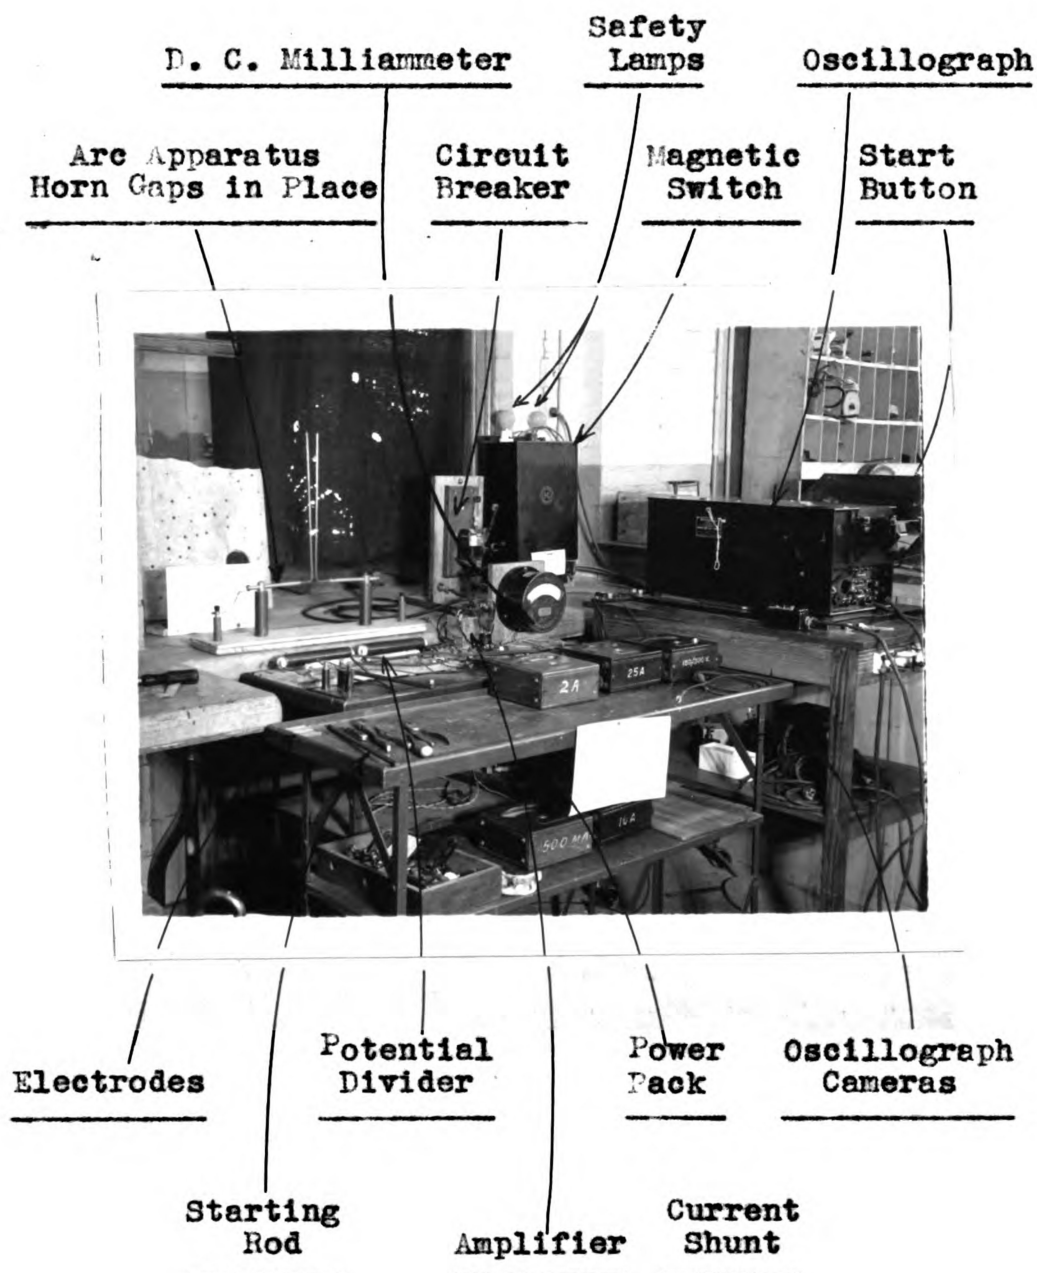 Safety
D. C. Milliammeter Lamps Oscillograph
Arc Apparatus Circuit Magnetic Start
Horn Gaps in Place Breaker Switch Button
2A
25A
500 MA
10A
Potential Power Oscillograph
Electrodes Divider Pack Cameras
Starting Current
Rod Amplifier Shunt